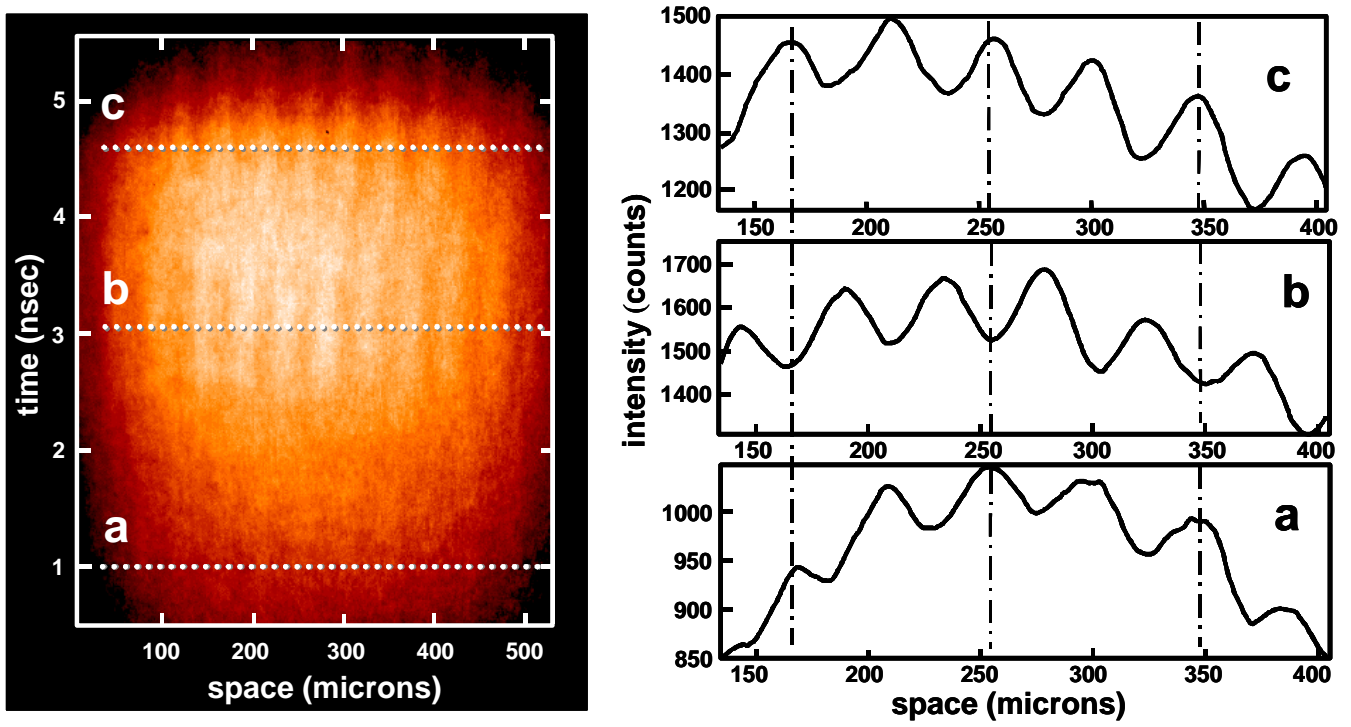 5
c
4
b
3
2
a
1
time (nsec)
100 200 300 400 500
space (microns)
1500
1400
1300
1200
c
150 200 250 300 350 400
intensity (counts)
1700
1600
1500
1400
b
150 200 250 300 350 400
1000
950
900
850
a
150 200 250 300 350 400
space (microns)